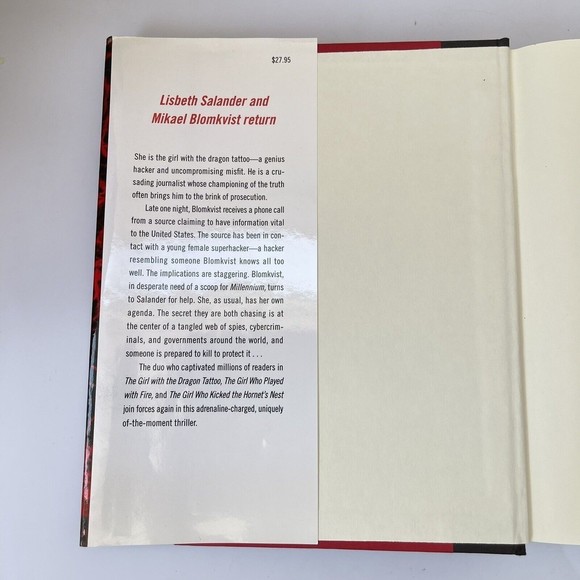 $27.95
Lisbeth Salander and
Mikael Blomkvist return
She is the girl with the dragon tattoo—a genius
hacker and uncompromising misfit. He is a cru-
sading journalist whose championing of the truth
often brings him to the brink of prosecution.
Late one night, Blomkvist receives a phone call
from a source claiming to have information vital
to the United States. The source has been in con-
tact with a young female superhacker—a hacker
resembling someone Blomkvist knows all too
well. The implications are staggering. Blomkvist,
in desperate need of a scoop for Millennium, turns
to Salander for help. She, as usual, has her own
agenda. The secret they are both chasing is at
the center of a tangled web of spies, cybercrim-
inals, and governments around the world, and
someone is prepared to kill to protect it . . .
The duo who captivated millions of readers in
The Girl with the Dragon Tattoo, The Girl Who Played
with Fire, and The Girl Who Kicked the Hornet's Nest
join forces again in this adrenaline-charged, uniquely
of-the-moment thriller.